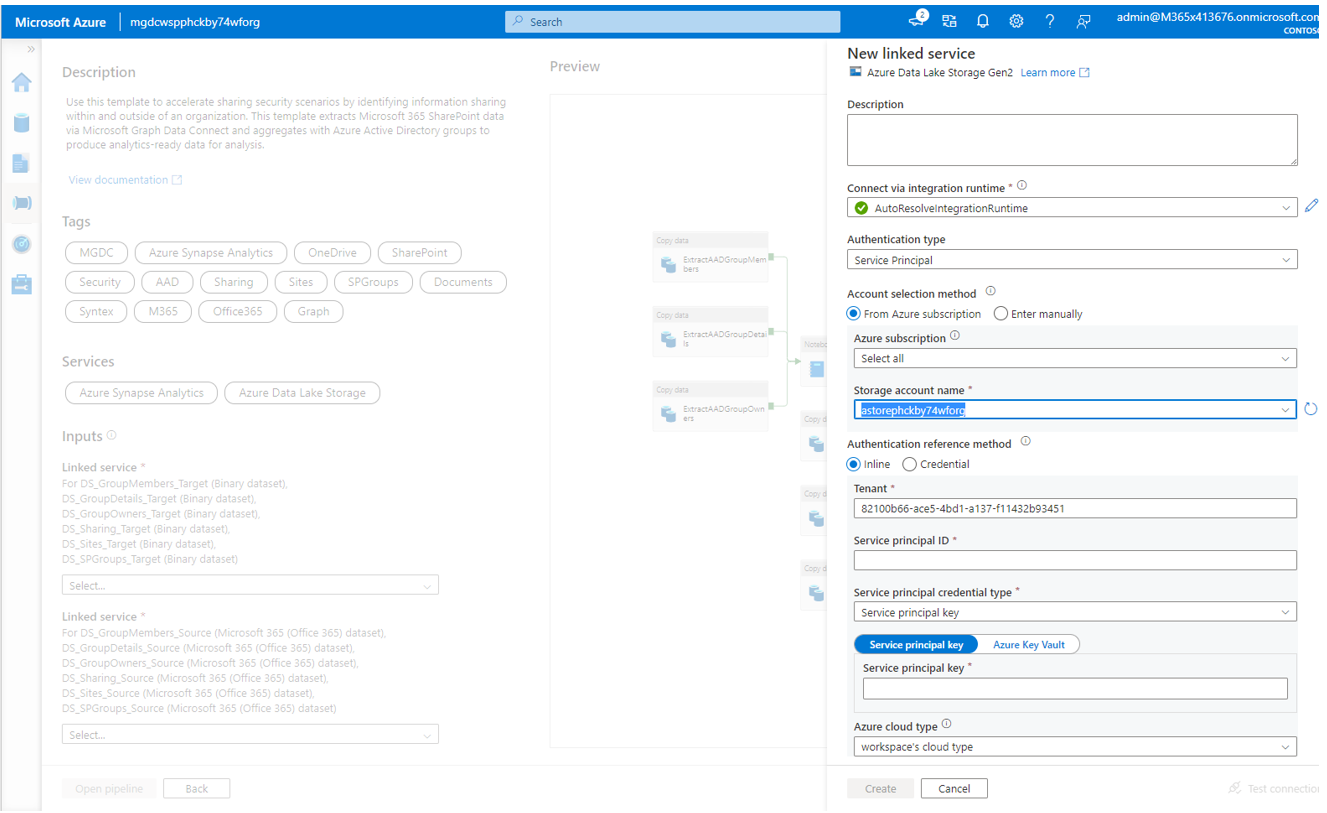 Microsoft Azure
mgdcwspphckby74wforg
Search
2
admin@M365x413676.onmicrosoft.com
CONTOSO
Description
Use this template to accelerate sharing security scenarios by identifying information sharing
within and outside of an organization. This template extracts Microsoft 365 SharePoint data
via Microsoft Graph Data Connect and aggregates with Azure Active Directory groups to
produce analytics-ready data for analysis.
View documentation
Tags
MGDC
Azure Synapse Analytics
OneDrive
SharePoint
Security
AAD
Sharing
Sites
SPGroups
Documents
Syntex
M365
Office365
Graph
Services
Azure Synapse Analytics
Azure Data Lake Storage
Inputs
Linked service *
For DS_GroupMembers_Target (Binary dataset),
DS_GroupDetails_Target (Binary dataset),
DS_GroupOwners_Target (Binary dataset),
DS_Sharing_Target (Binary dataset),
DS_Sites_Target (Binary dataset),
DS_SPGroups_Target (Binary dataset)
Select...
Linked service *
For DS_GroupMembers_Source (Microsoft 365 (Office 365) dataset),
DS_GroupDetails_Source (Microsoft 365 (Office 365) dataset),
DS_GroupOwners_Source (Microsoft 365 (Office 365) dataset),
DS_Sharing_Source (Microsoft 365 (Office 365) dataset),
DS_Sites_Source (Microsoft 365 (Office 365) dataset),
DS_SPGroups_Source (Microsoft 365 (Office 365) dataset)
Select...
Open pipeline
Back
Preview
Copy data
ExtractAADGroupMem
bers
Copy data
ExtractAADGroupDetai
ls
Copy data
ExtractAADGroupOwn
ers
Notebo
Copy d
Copy d
Copy d
New linked service
Azure Data Lake Storage Gen2 Learn more
Description
Connect via integration runtime *
AutoResolveIntegrationRuntime
Authentication type
Service Principal
Account selection method
From Azure subscription
Enter manually
Azure subscription
Select all
Storage account name *
astorephckby74wforg
Authentication reference method
Inline
Credential
Tenant *
82100b66-ace5-4bd1-a137-f11432b93451
Service principal ID *
Service principal credential type *
Service principal key
Service principal key
Azure Key Vault
Service principal key *
Azure cloud type
workspace's cloud type
Create
Cancel
Test connection